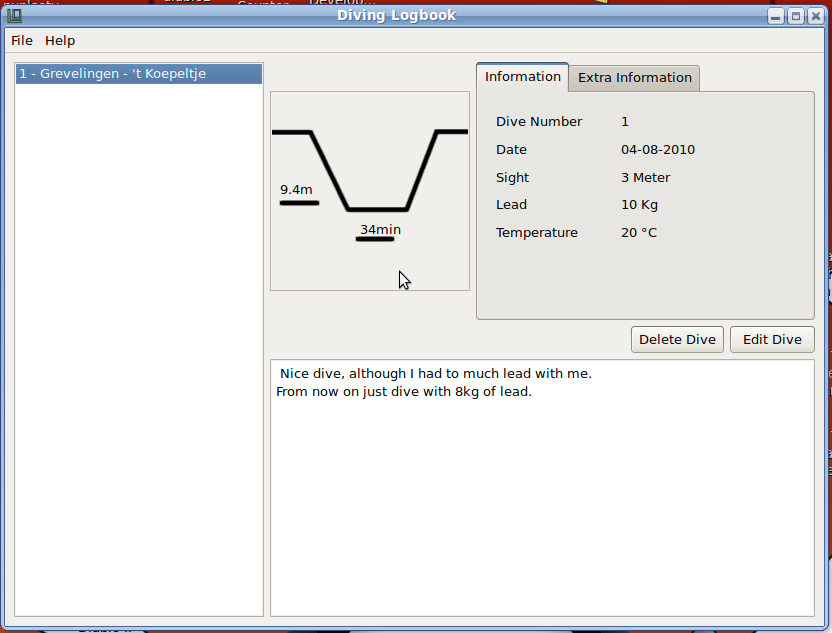 Diving Logbook
File Help
1 - Grevelingen - 't Koepeltje
9.4m
34min
Information Extra Information
Dive Number 1
Date 04-08-2010
Sight 3 Meter
Lead 10 Kg
Temperature 20 °C
Delete Dive Edit Dive
Nice dive, although I had to much lead with me.
From now on just dive with 8kg of lead.